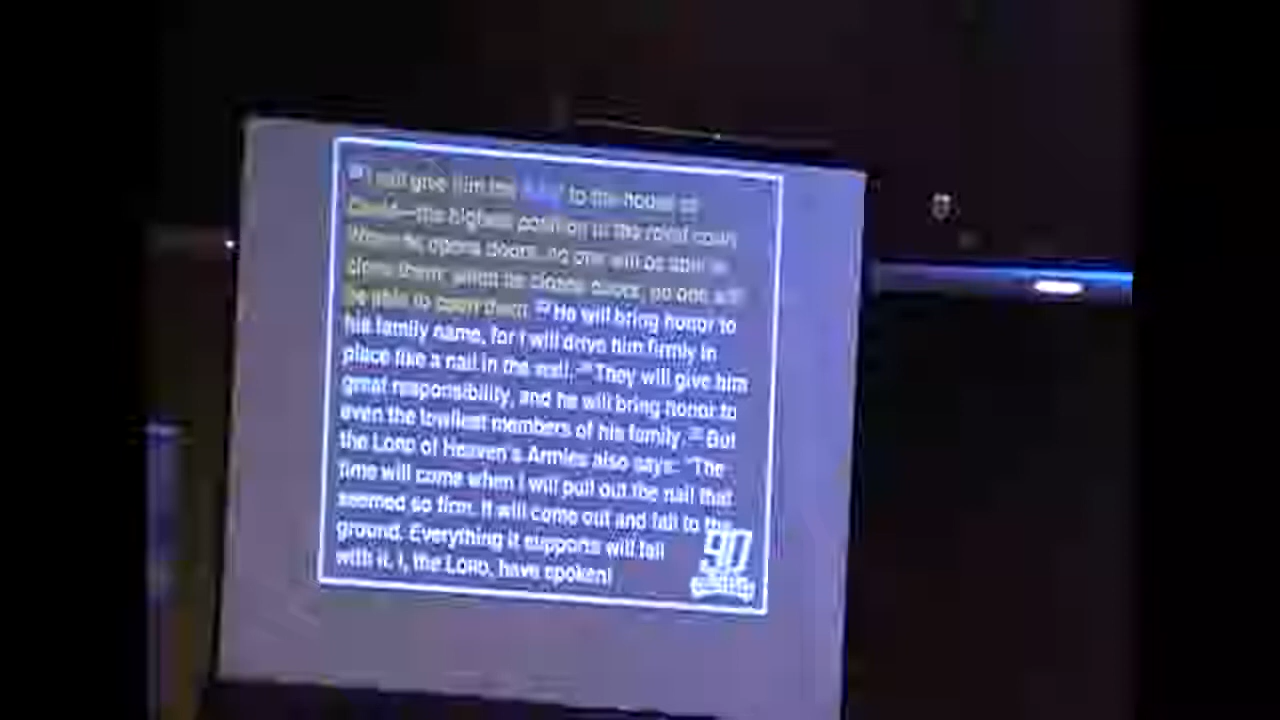 I will give him the key to the house of
David—the highest position in the royal court.
When he opens doors, no one will be able to
close them; when he closes doors, no one will
be able to open them. 23 He will bring honor to
his family name, for I will drive him firmly in
place like a nail in the wall. 24 They will give him
great responsibility, and he will bring honor to
even the lowliest members of his family. 25 But
the LORD of Heaven's Armies also says: "The
time will come when I will pull out the nail that
seemed so firm. It will come out and fall to the
ground. Everything it supports will fall
with it. I, the LORD, have spoken!
90